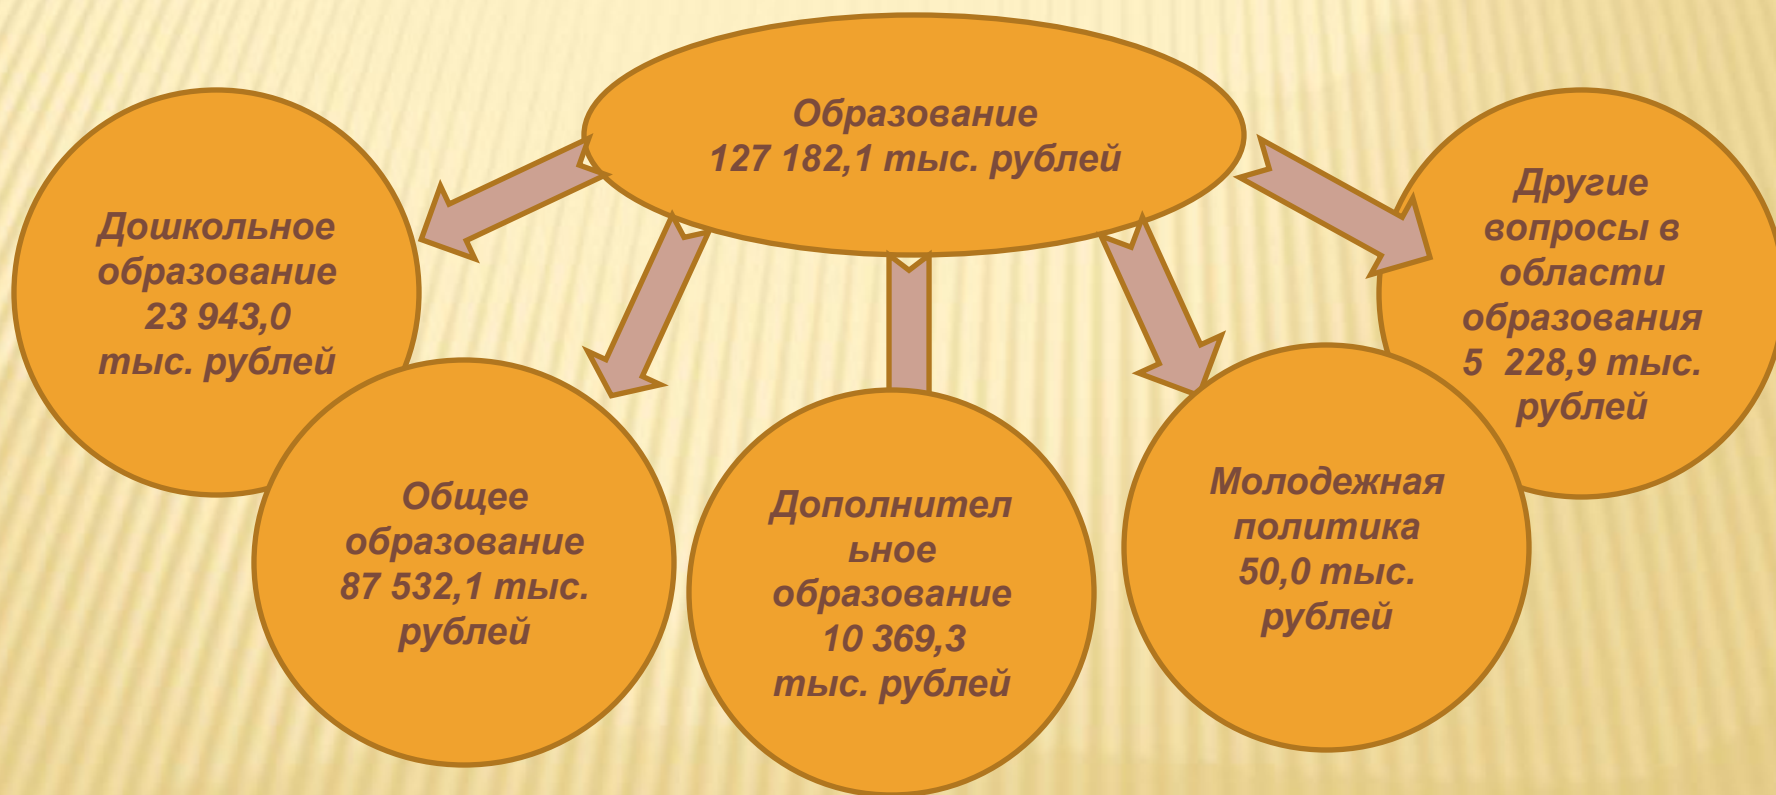 Образование
127 182,1 тыс. рублей
Дошкольное
образование
23 943,0
тыс. рублей
Общее
образование
87 532,1 тыс.
рублей
Дополнител
ьное
образование
10 369,3
тыс. рублей
Молодежная
политика
50,0 тыс.
рублей
Другие
вопросы в
области
образования
5  228,9 тыс.
рублей